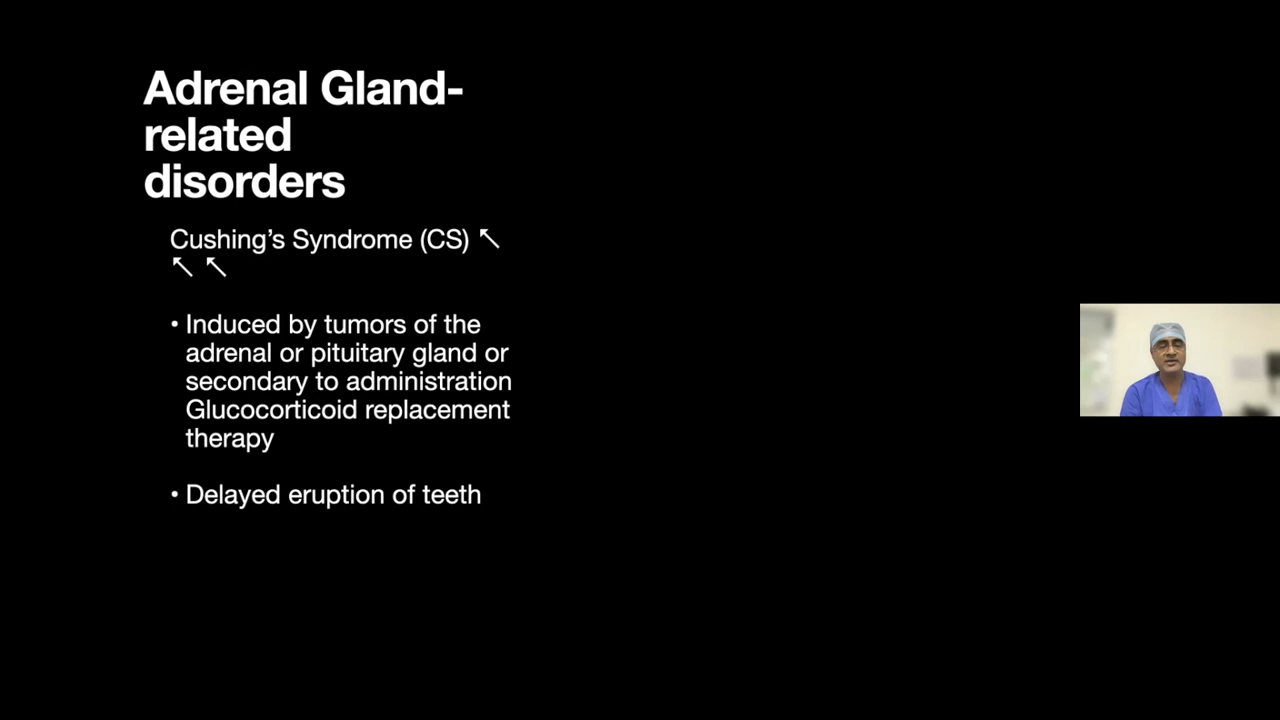 Adrenal Gland-
related
disorders
Cushing’s Syndrome (CS) ↖
↖ ↖
• Induced by tumors of the
adrenal or pituitary gland or
secondary to administration
Glucocorticoid replacement
therapy
• Delayed eruption of teeth